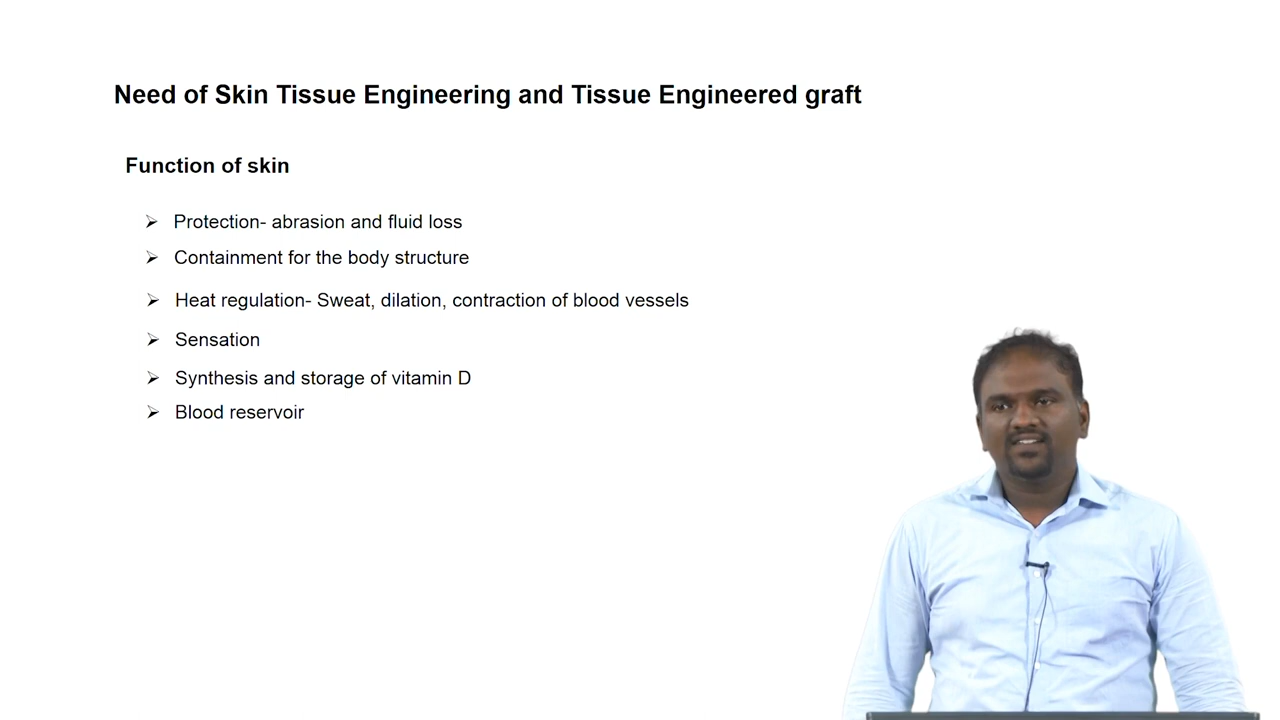 Need of Skin Tissue Engineering and Tissue Engineered graft
Function of skin
➢ Protection- abrasion and fluid loss
➢ Containment for the body structure
➢ Heat regulation- Sweat, dilation, contraction of blood vessels
➢ Sensation
➢ Synthesis and storage of vitamin D
➢ Blood reservoir